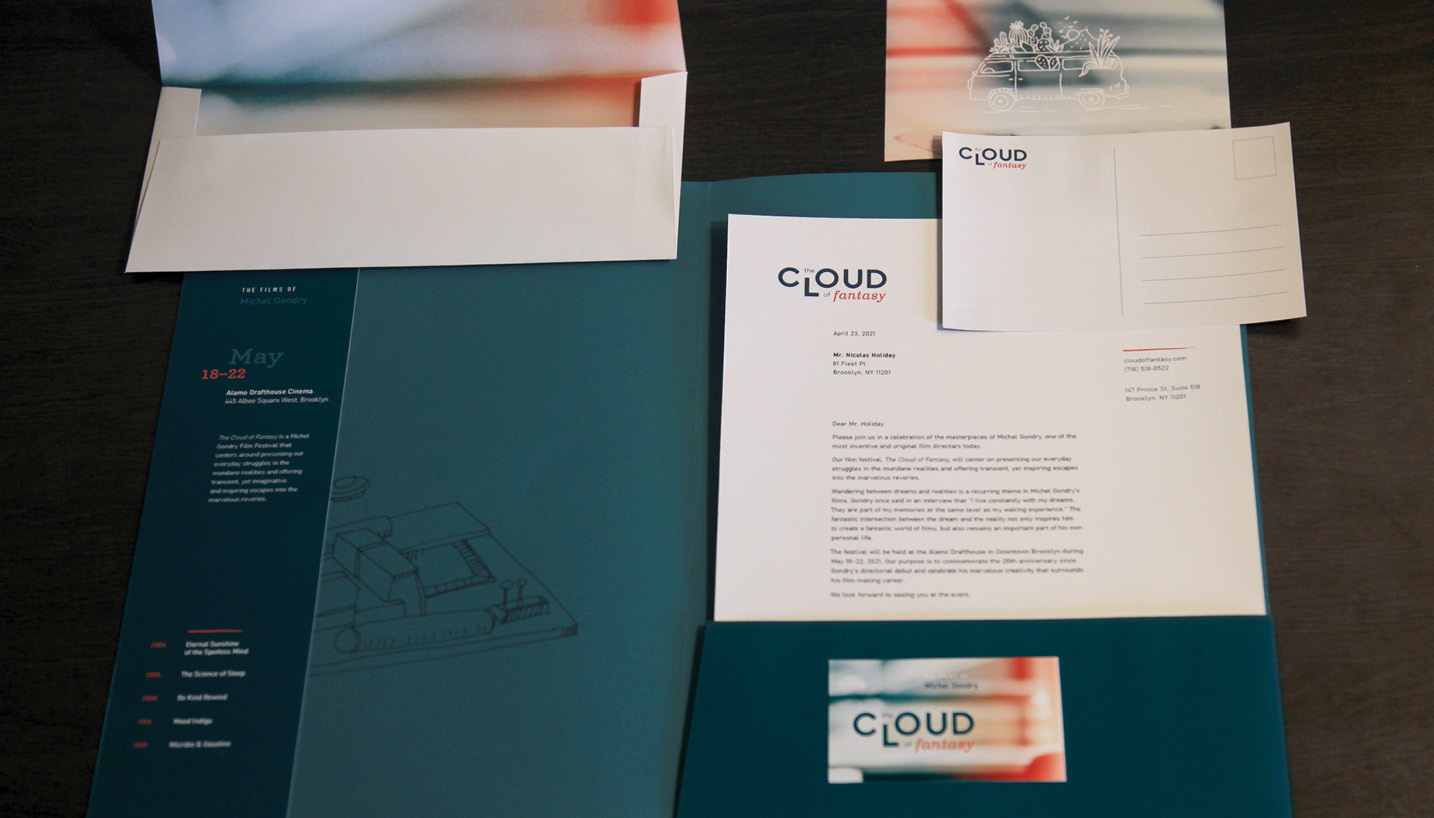 the
CLOUD
of fantasy
THE FILMS OF
Michel Gondry
May
18–22
Alamo Drafthouse Cinema
445 Albee Square West, Brooklyn
The Cloud of Fantasy is a Michel
Gondry Film Festival that
centers around presenting our
everyday struggles in the
mundane realities and offering
transient, yet imaginative
and inspiring escapes into the
marvelous reveries.
Eternal Sunshine
of the Spotless Mind
The Science of Sleep
Be Kind Rewind
Mood Indigo
Microbe & Gasoline
the
CLOUD
of fantasy
April 23, 2021
Mr. Nicolas Holiday
81 Fleet Pl
Brooklyn, NY 11201
cloudoffantasy.com
(718) 518-0522
147 Prince St, Suite 518
Brooklyn, NY 11201
Dear Mr. Holiday
Please join us in a celebration of the masterpieces of Michel Gondry, one of the
most inventive and original film directors today.
Our film festival, The Cloud of Fantasy, will center on presenting our everyday
struggles in the mundane realities and offering transient, yet inspiring escapes
into the marvelous reveries.
Wandering between dreams and realities is a recurring theme in Michel Gondry's
films, Gondry once said in an interview that "I live constantly with my dreams.
They are part of my memories at the same level as my waking experience." The
fantastic intersection between the dream and the reality not only inspires him
to create a fantastic world of films, but also remains an important part of his own
personal life.
The festival will be held at the Alamo Drafthouse in Downtown Brooklyn during
May 18–22, 2021. Our purpose is to commemorate the 20th anniversary since
Gondry's directorial debut and celebrate his marvelous creativity that surrounds
his film-making career.
We look forward to seeing you at the event.
Michel Gondry
the
CLOUD
of fantasy